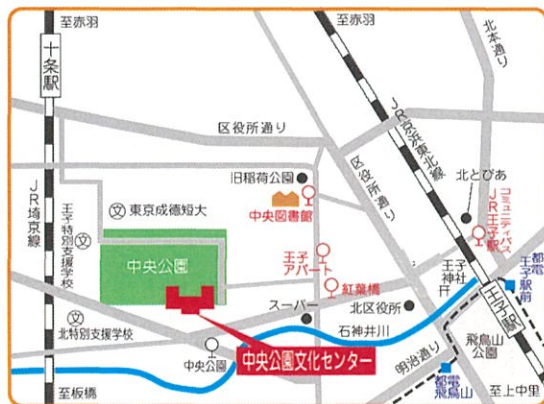 至赤羽
至赤羽
北本通り
十条駅
区役所通り
JR京浜東北線
旧稲荷公園
区役所通り
北とぴあ
コミュニティバス
JR王子駅
中央図書館
JR埼京線
王子特別支援学校
文
東京成徳短大
文
王子
アパート
王子神社
都電
王子駅前
中央公園
紅葉橋
王子駅
スーパー
北区役所
文
北特別支援学校
石神井川
飛鳥山
公園
中央公園
中央公園文化センター
明治通り
都電
飛鳥山
至板橋
至上中里